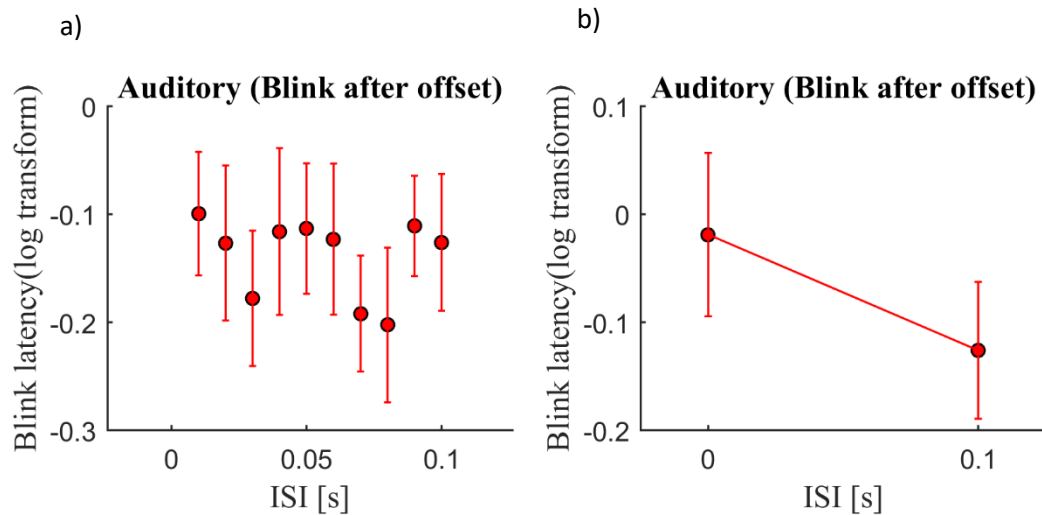 a)
Auditory (Blink after offset)
Blink latency(log transform)
0
-0.1
-0.2
-0.3
0
0.05
0.1
ISI [s]
b)
Auditory (Blink after offset)
Blink latency(log transform)
0.1
0
-0.1
-0.2
0
0.1
ISI [s]